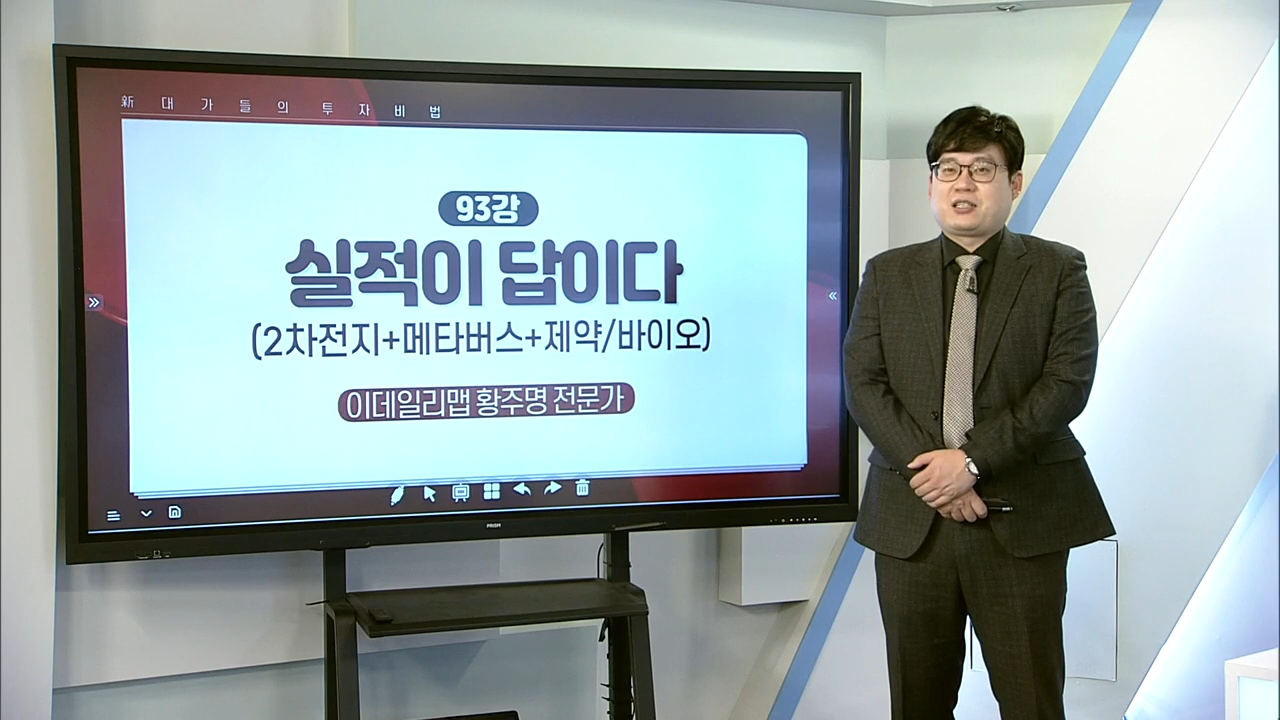 新 대 가 들 의 투 자 비 법
93강
실적이 답이다
(2차전지+메타버스+제약/바이오)
이데일리맵 황주명 전문가
PRISM